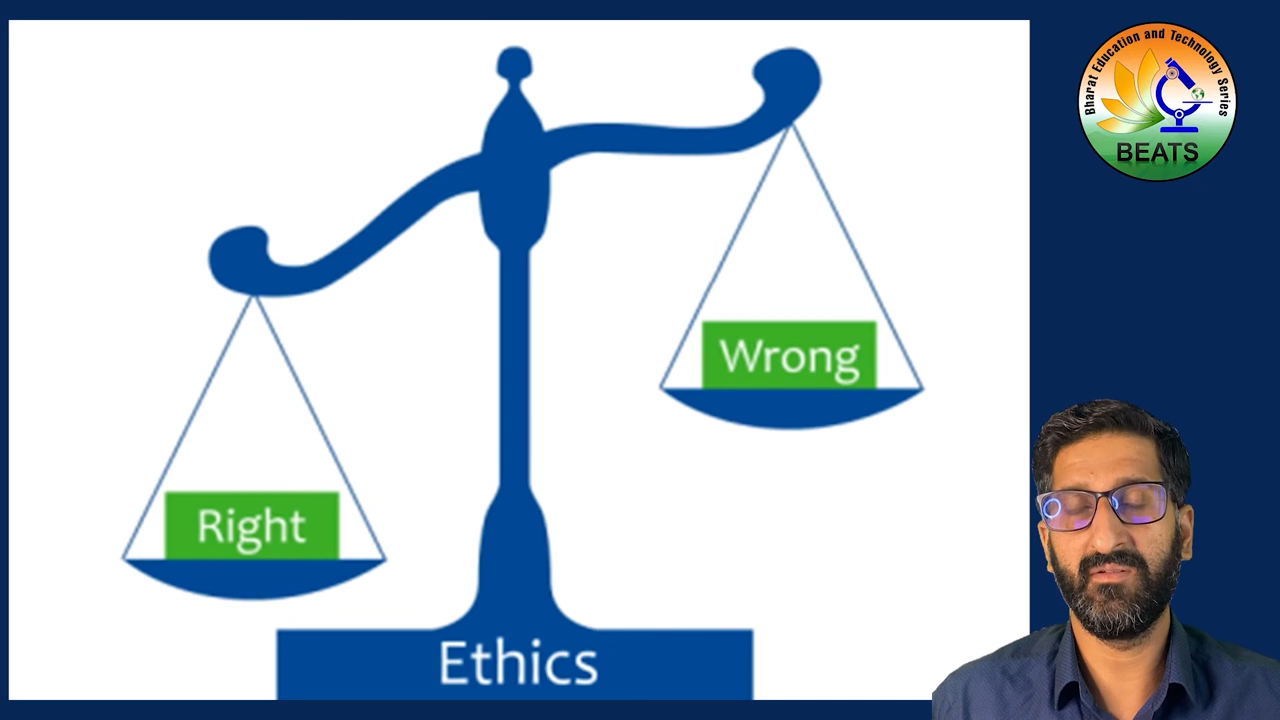 Bharat Education and Technology Series
BEATS
Wrong
Right
Ethics